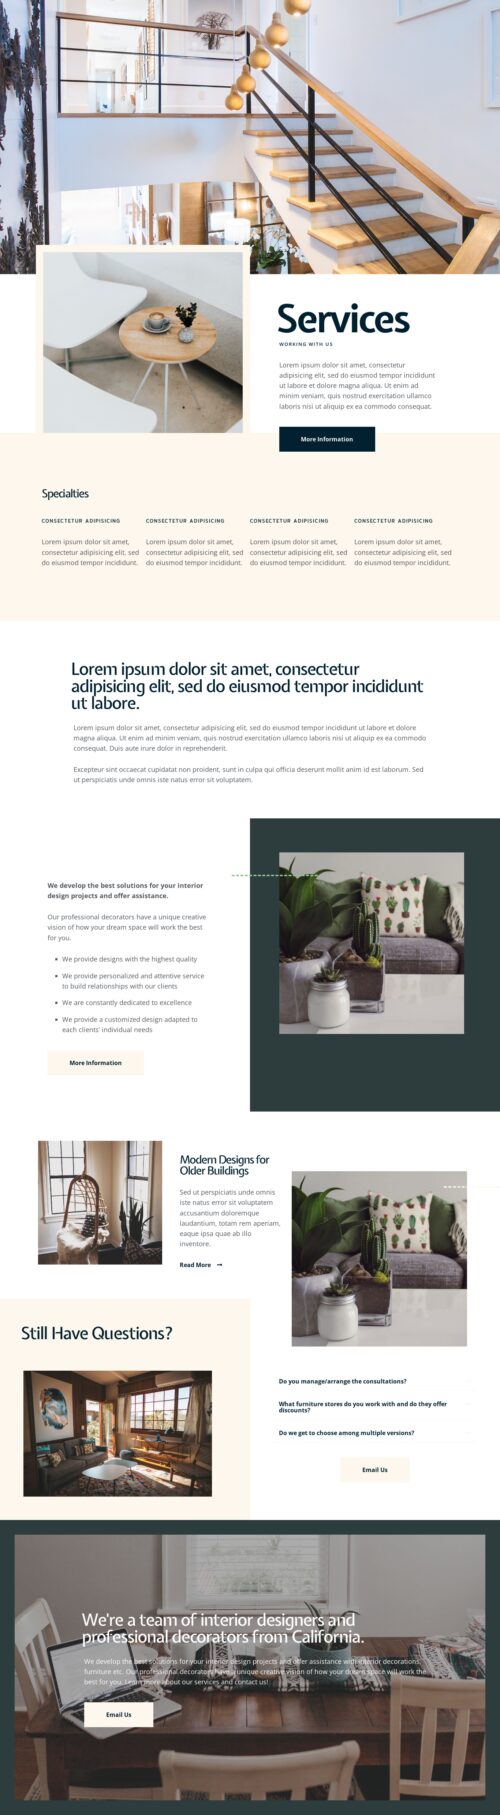 Services
WORKING WITH US
Lorem ipsum dolor sit amet, consectetur
adipisicing elit, sed do eiusmod tempor incididunt
ut labore et dolore magna aliqua. Ut enim ad
minim veniam, quis nostrud exercitation ullamco
laboris nisi ut aliquip ex ea commodo consequat.
More Information
Specialties
CONSECTETUR ADIPISICING
Lorem ipsum dolor sit amet,
consectetur adipisicing elit, sed
do eiusmod tempor incididunt.
CONSECTETUR ADIPISICING
Lorem ipsum dolor sit amet,
consectetur adipisicing elit, sed
do eiusmod tempor incididunt.
CONSECTETUR ADIPISICING
Lorem ipsum dolor sit amet,
consectetur adipisicing elit, sed
do eiusmod tempor incididunt.
CONSECTETUR ADIPISICING
Lorem ipsum dolor sit amet,
consectetur adipisicing elit, sed
do eiusmod tempor incididunt.
Lorem ipsum dolor sit amet, consectetur
adipisicing elit, sed do eiusmod tempor incididunt
ut labore.
Lorem ipsum dolor sit amet, consectetur adipisicing elit, sed do eiusmod tempor incididunt ut labore et dolore
magna aliqua. Ut enim ad minim veniam, quis nostrud exercitation ullamco laboris nisi ut aliquip ex ea commodo
consequat. Duis aute irure dolor in reprehenderit.
Excepteur sint occaecat cupidatat non proident, sunt in culpa qui officia deserunt mollit anim id est laborum. Sed
ut perspiciatis unde omnis iste natus error sit voluptatem.
We develop the best solutions for your interior
design projects and offer assistance.
Our professional decorators have a unique creative
vision of how your dream space will work the best
for you.
We provide designs with the highest quality
We provide personalized and attentive service
to build relationships with our clients
We are constantly dedicated to excellence
We provide a customized design adapted to
each clients' individual needs
More Information
Modern Designs for
Older Buildings
Sed ut perspiciatis unde omnis
iste natus error sit voluptatem
accusantium doloremque
laudantium, totam rem aperiam,
eaque ipsa quae ab illo
inventore.
Read More →
Still Have Questions?
Do you manage/arrange the consultations?
What furniture stores do you work with and do they offer
discounts?
Do we get to choose among multiple versions?
Email Us
We're a team of interior designers and
professional decorators from California.
We develop the best solutions for your interior design projects and offer assistance with interior decorations,
furniture etc. Our professional decorators have a unique creative vision of how your dream space will work the
best for you. Learn more about our services and contact us!
Email Us